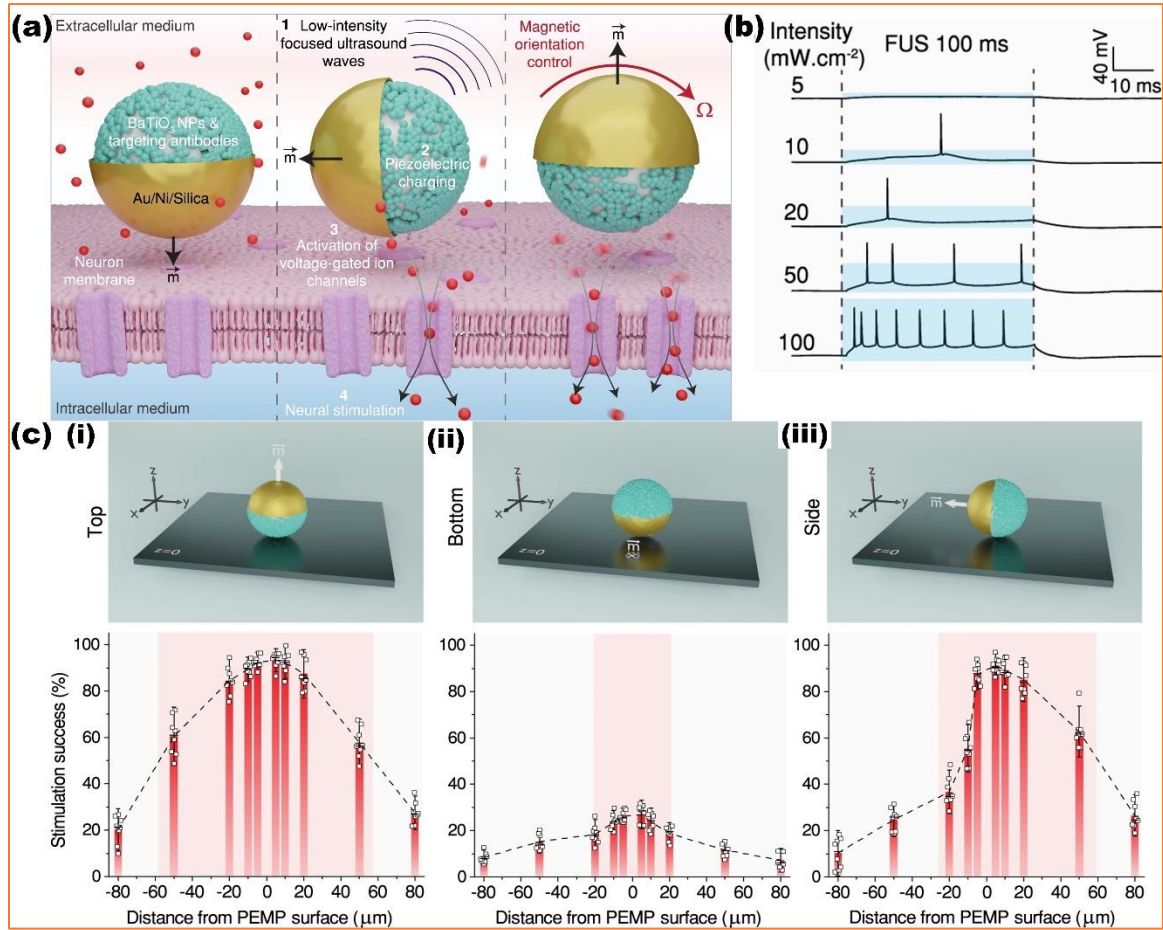 (a)
Extracellular medium
1 Low-intensity
focused ultrasound
waves
Magnetic
orientation
control
m
Ω
BaTiO3 NPs &
targeting antibodies
Au/Ni/Silica
m
2
Piezoelectric
charging
m
3
Activation of
voltage-gated ion
channels
Neuron
membrane
m
4
Neural stimulation
Intracellular medium
(b)
Intensity
(mW.cm-2)
FUS 100 ms
40 mV
10 ms
5
10
20
50
100
(c) (i)
Top
z
y
x
z=0
m
(ii)
Bottom
z
y
x
z=0
m
(iii)
Side
z
y
x
z=0
m
Stimulation success (%)
100
80
60
40
20
0
-80 -60 -40 -20 0 20 40 60 80
Distance from PEMP surface (µm)
100
80
60
40
20
0
-80 -60 -40 -20 0 20 40 60 80
Distance from PEMP surface (µm)
100
80
60
40
20
0
-80 -60 -40 -20 0 20 40 60 80
Distance from PEMP surface (µm)